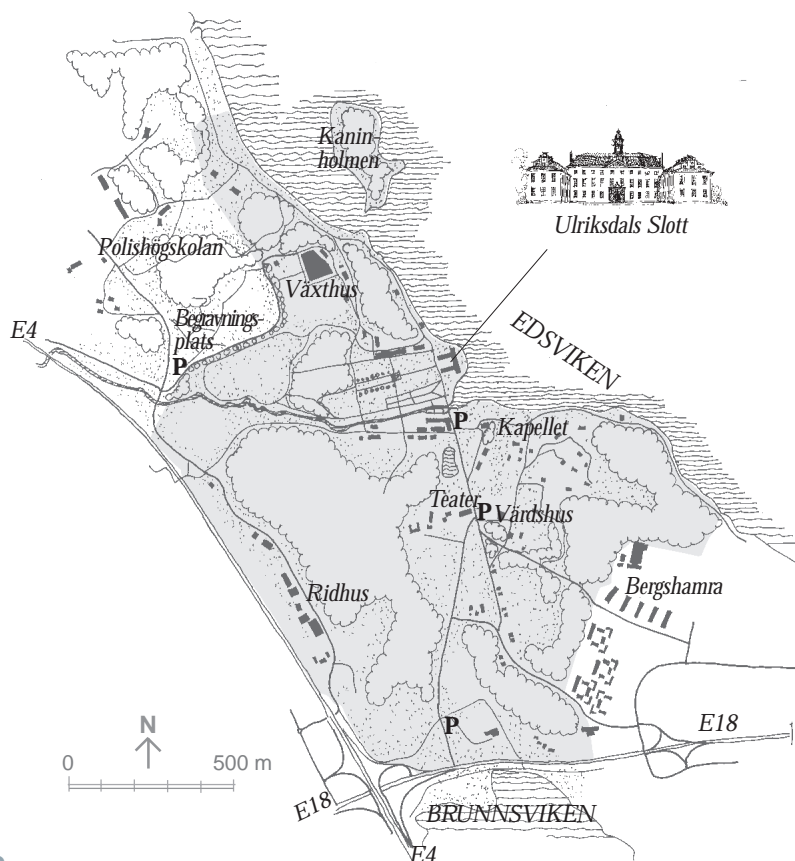 Kanin-
holmen
Ulriksdals Slott
Polishögskolan
Växthus
EDSVIKEN
Begravnings-
plats
E4
P
P
Kapellet
Teater
P
Värdshus
Bergshamra
Ridhus
P
E18
N
0
500 m
E18
BRUNNSVIKEN
E4